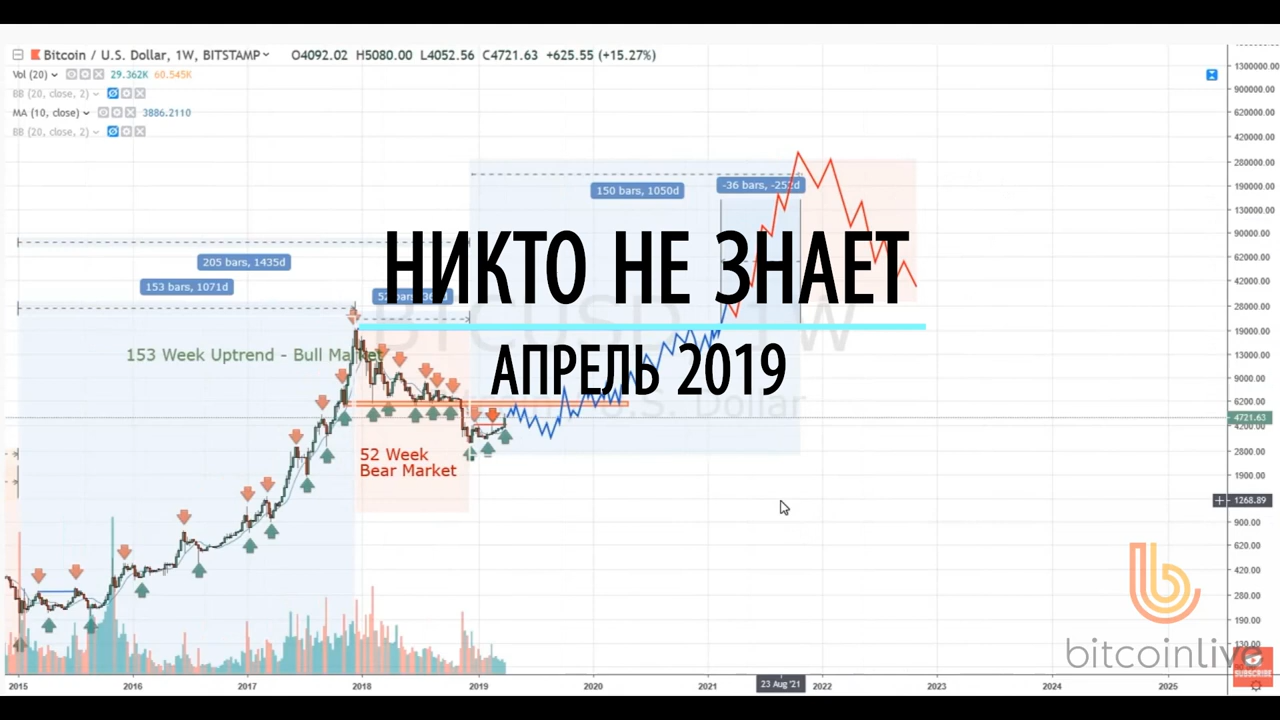 Bitcoin / U.S. Dollar, 1W, BITSTAMP O4092.02 H5080.00 L4052.56 C4721.63 +625.55 (+15.27%)
Vol (20) 29.362K 60.545K
BB (20, close, 2)
MA (10, close) 3886.2110
BB (20, close, 2)
150 bars, 1050d
-36 bars, -252d
205 bars, 1435d
153 bars, 1071d
НИКТО НЕ ЗНАЕТ
АПРЕЛЬ 2019
153 Week Uptrend - Bull Market
52 Week
Bear Market
1300000.00
900000.00
620000.00
420000.00
280000.00
190000.00
130000.00
90000.00
60000.00
42000.00
28000.00
19000.00
13000.00
9000.00
6200.00
4721.63
4200.00
2800.00
1900.00
1268.89
900.00
620.00
420.00
280.00
190.00
130.00
bitcoinlive
SUBSCRIBE
2015 2016 2017 2018 2019 2020 2021 23 Aug '21 2022 2023 2024 2025